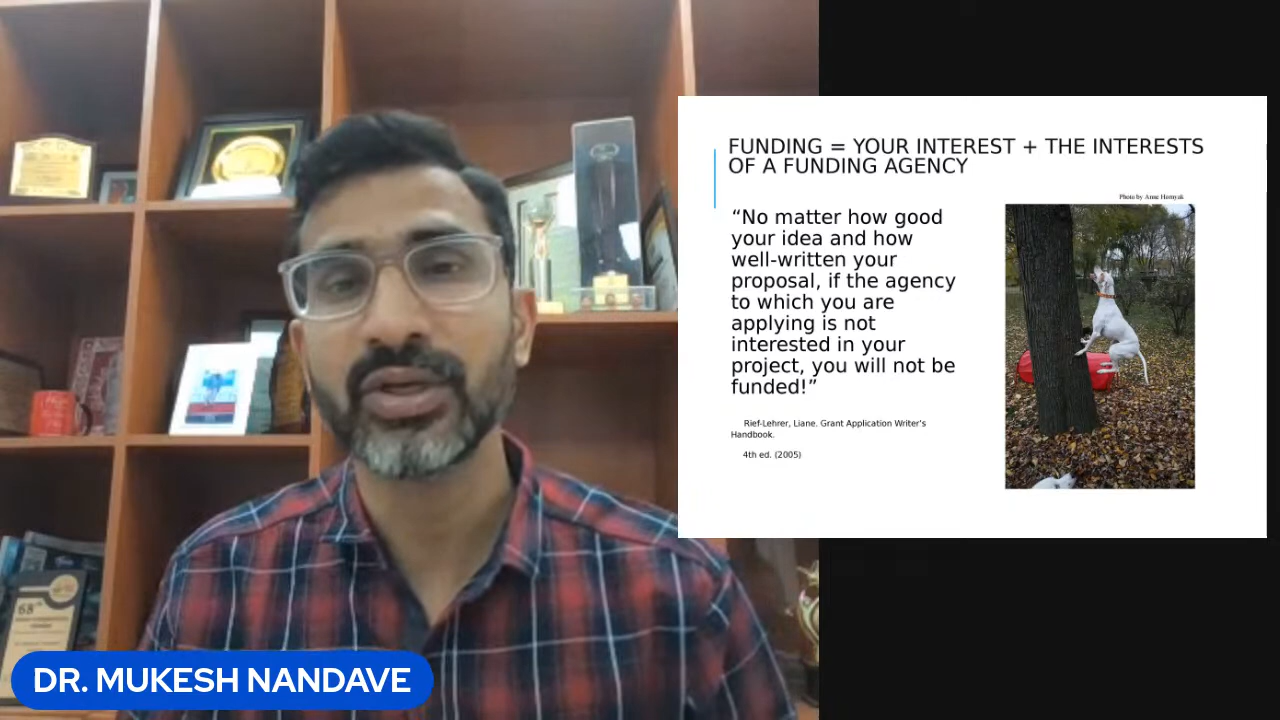 FUNDING = YOUR INTEREST + THE INTERESTS
OF A FUNDING AGENCY
Photo by Anne Hornyak
“No matter how good
your idea and how
well-written your
proposal, if the agency
to which you are
applying is not
interested in your
project, you will not be
funded!”
Rief-Lehrer, Liane. Grant Application Writer's
Handbook.
4th ed. (2005)
68
DR. MUKESH NANDAVE